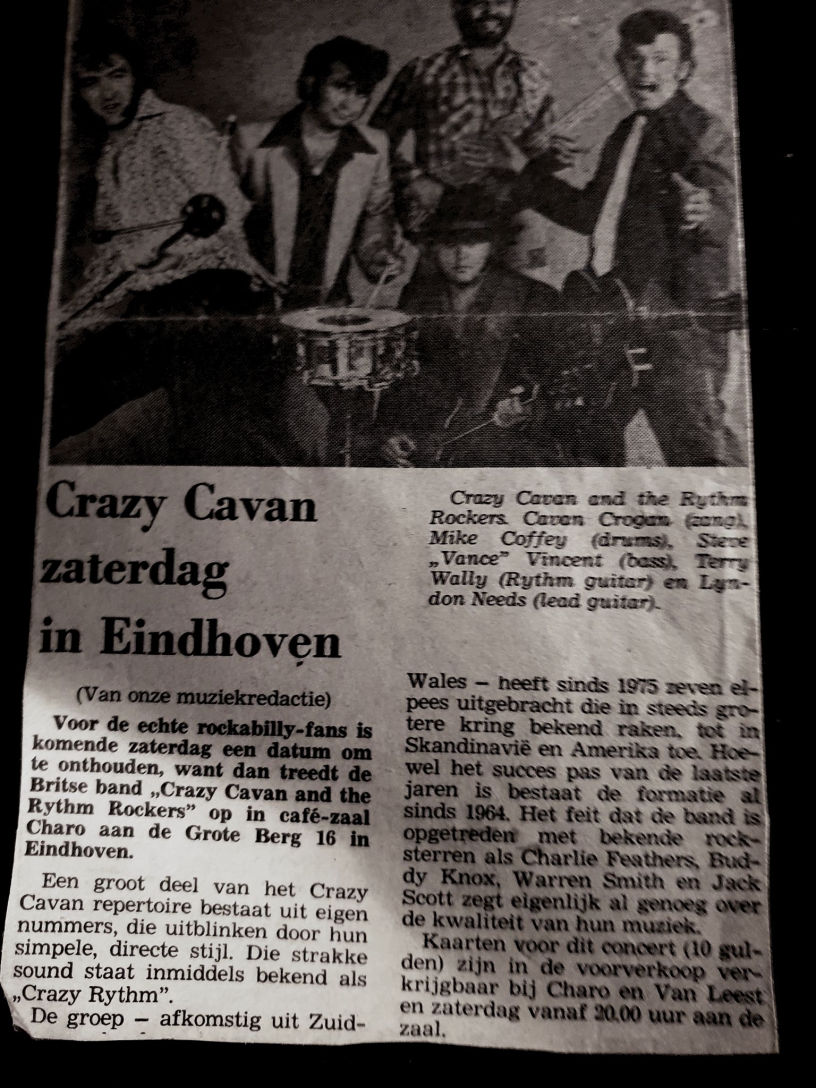 Crazy Cavan
zaterdag
in Eindhoven
Crazy Cavan and the Rythm
Rockers. Cavan Crogan (zang),
Mike Coffey (drums), Steve
„Vance” Vincent (bass), Terry
Wally (Rythm guitar) en Lyn-
don Needs (lead guitar).
(Van onze muziekredactie)
Voor de echte rockabilly-fans is
komende zaterdag een datum om
te onthouden, want dan treedt de
Britse band „Crazy Cavan and the
Rythm Rockers” op in café-zaal
Charo aan de Grote Berg 16 in
Eindhoven.
Een groot deel van het Crazy
Cavan repertoire bestaat uit eigen
nummers, die uitblinken door hun
simpele, directe stijl. Die strakke
sound staat inmiddels bekend als
„Crazy Rythm”.
De groep – afkomstig uit Zuid-
Wales – heeft sinds 1975 zeven el-
pees uitgebracht die in steeds gro-
tere kring bekend raken, tot in
Skandinavië en Amerika toe. Hoe-
wel het succes pas van de laatste
jaren is bestaat de formatie al
sinds 1964. Het feit dat de band is
opgetreden met bekende rock-
sterren als Charlie Feathers, Bud-
dy Knox, Warren Smith en Jack
Scott zegt eigenlijk al genoeg over
de kwaliteit van hun muziek.
Kaarten voor dit concert (10 gul-
den) zijn in de voorverkoop ver-
krijgbaar bij Charo en Van Leest
en zaterdag vanaf 20.00 uur aan de
zaal.